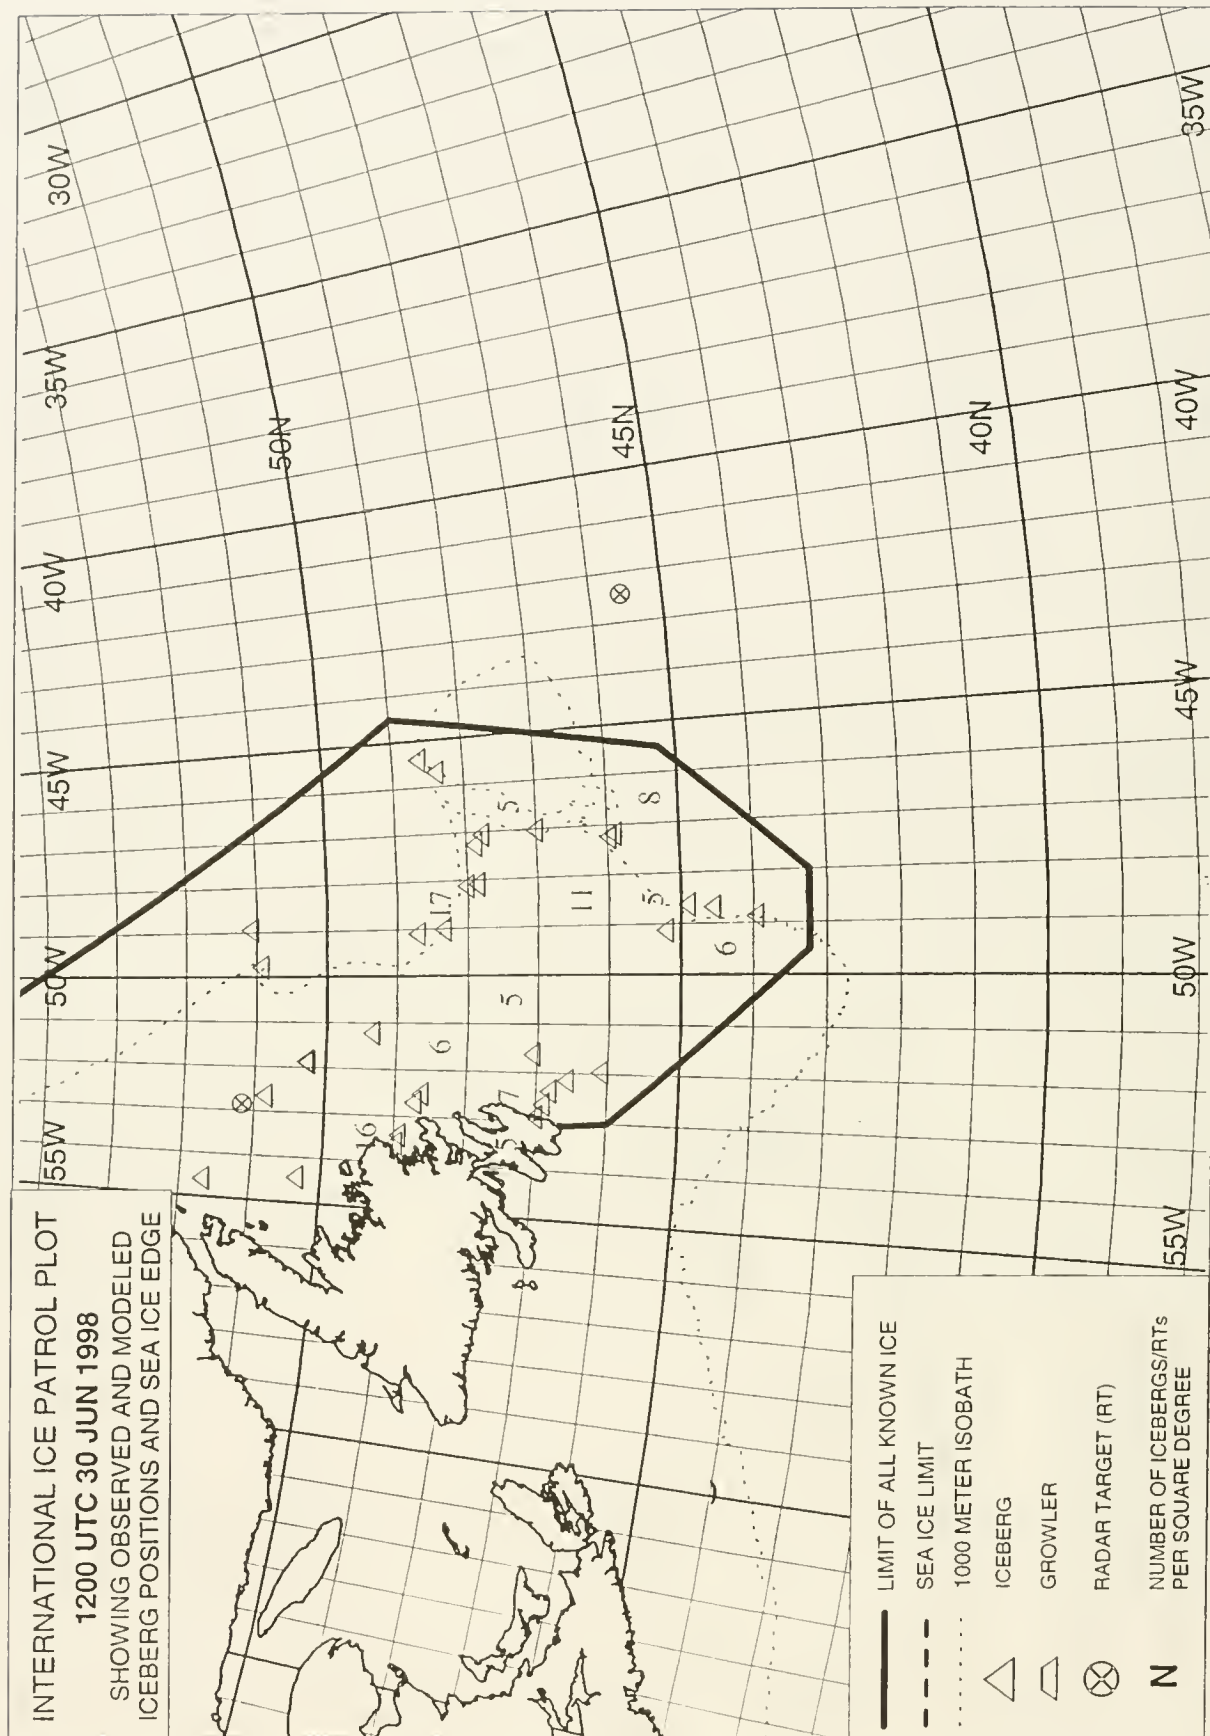 INTERNATIONAL ICE PATROL PLOT
1200 UTC 30 JUN 1998
SHOWING OBSERVED AND MODELED
ICEBERG POSITIONS AND SEA ICE EDGE
55W
50W
45W
40W
35W
30W
50N
45N
40N
16
6
17
7
5
5
5
11
5
8
6
55W
50W
45W
40W
35W
LIMIT OF ALL KNOWN ICE
SEA ICE LIMIT
1000 METER ISOBATH
ICEBERG
GROWLER
RADAR TARGET (RT)
N NUMBER OF ICEBERGS/RTs
PER SQUARE DEGREE